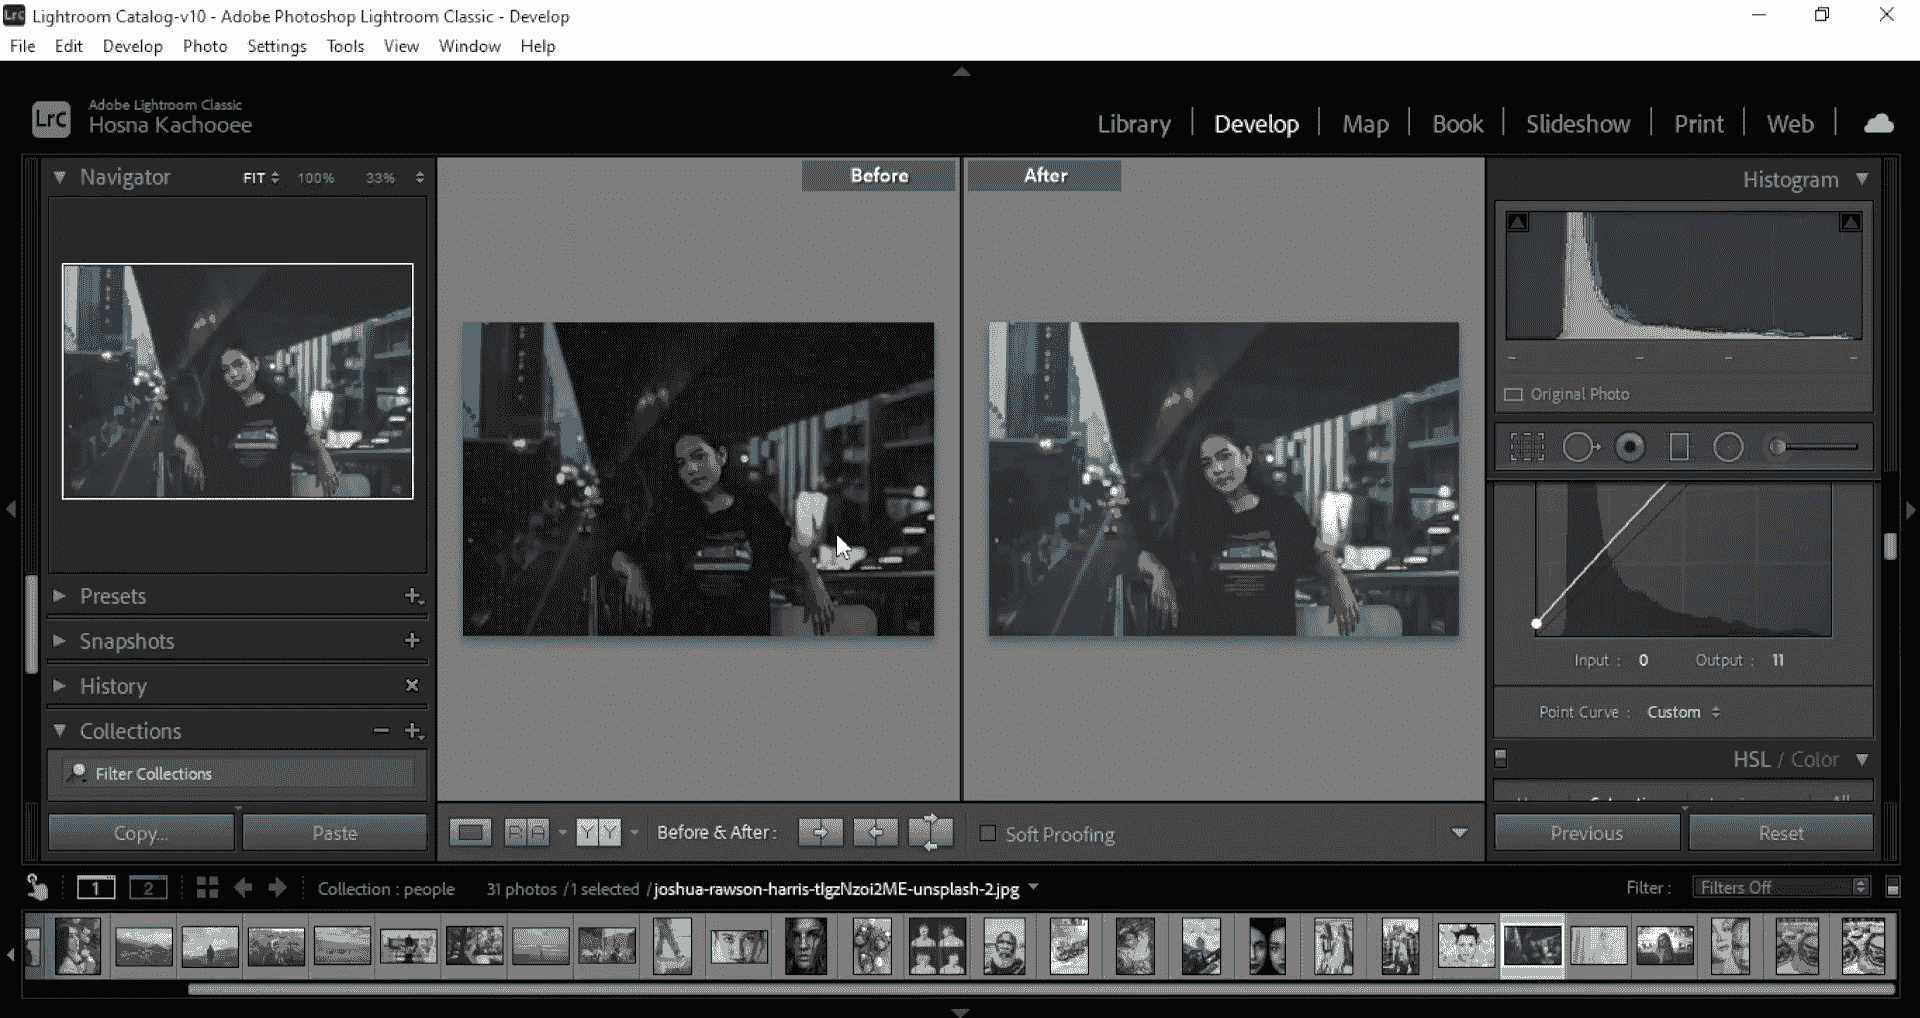 Lightroom Catalog-v10 - Adobe Photoshop Lightroom Classic - Develop
File Edit Develop Photo Settings Tools View Window Help
LrC
Adobe Lightroom Classic
Hosna Kachooee
Library Develop Map Book Slideshow Print Web
Navigator FIT 100% 33%
Before
After
Histogram
Original Photo
Presets
Snapshots
History
Collections
Filter Collections
Copy... Paste
Input : 0 Output : 11
Point Curve : Custom
HSL / Color
All
R A Y Y Before & After : Soft Proofing
Previous Reset
1 2 Collection : people 31 photos / 1 selected / joshua-rawson-harris-tIgzNzoi2ME-unsplash-2.jpg
Filter : Filters Off